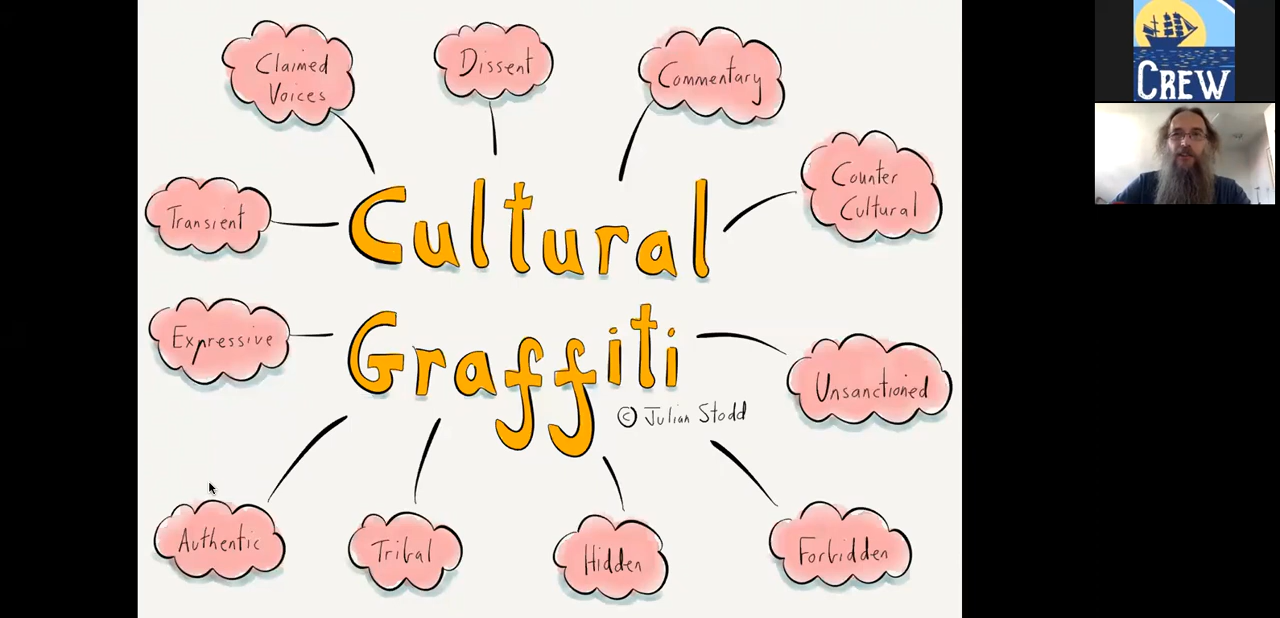 Claimed
Voices
Dissent
Commentary
Counter
Cultural
Transient
Cultural
Expressive
Graffiti
Unsanctioned
© Julian Stodd
Authentic
Tribal
Hidden
Forbidden
CREW